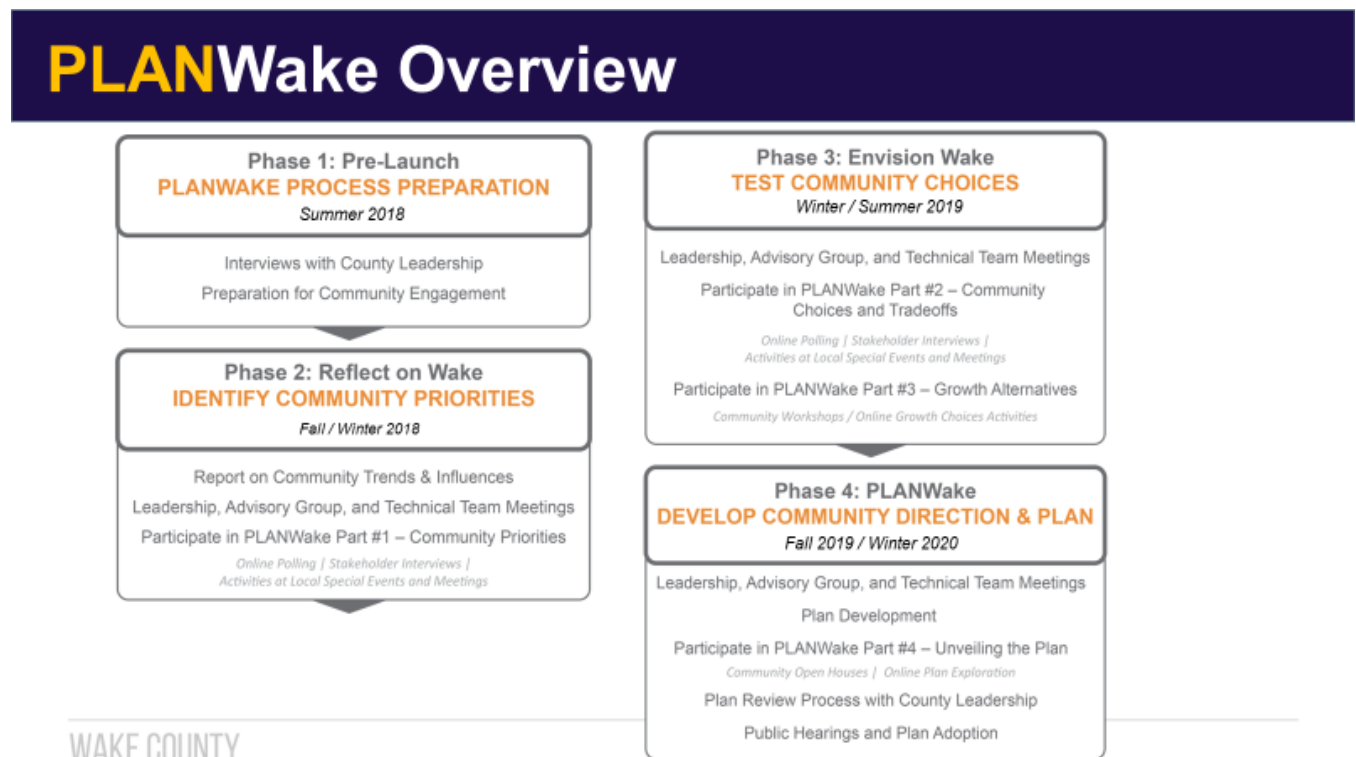 PLANWake Overview
Phase 1: Pre-Launch
PLANWAKE PROCESS PREPARATION
Summer 2018
Interviews with County Leadership
Preparation for Community Engagement
Phase 2: Reflect on Wake
IDENTIFY COMMUNITY PRIORITIES
Fall / Winter 2018
Report on Community Trends & Influences
Leadership, Advisory Group, and Technical Team Meetings
Participate in PLANWake Part #1 – Community Priorities
Online Polling | Stakeholder Interviews |
Activities at Local Special Events and Meetings
Phase 3: Envision Wake
TEST COMMUNITY CHOICES
Winter / Summer 2019
Leadership, Advisory Group, and Technical Team Meetings
Participate in PLANWake Part #2 – Community
Choices and Tradeoffs
Online Polling | Stakeholder Interviews |
Activities at Local Special Events and Meetings
Participate in PLANWake Part #3 – Growth Alternatives
Community Workshops / Online Growth Choices Activities
Phase 4: PLANWake
DEVELOP COMMUNITY DIRECTION & PLAN
Fall 2019 / Winter 2020
Leadership, Advisory Group, and Technical Team Meetings
Plan Development
Participate in PLANWake Part #4 – Unveiling the Plan
Community Open Houses | Online Plan Exploration
Plan Review Process with County Leadership
Public Hearings and Plan Adoption
WAKE COUNTY